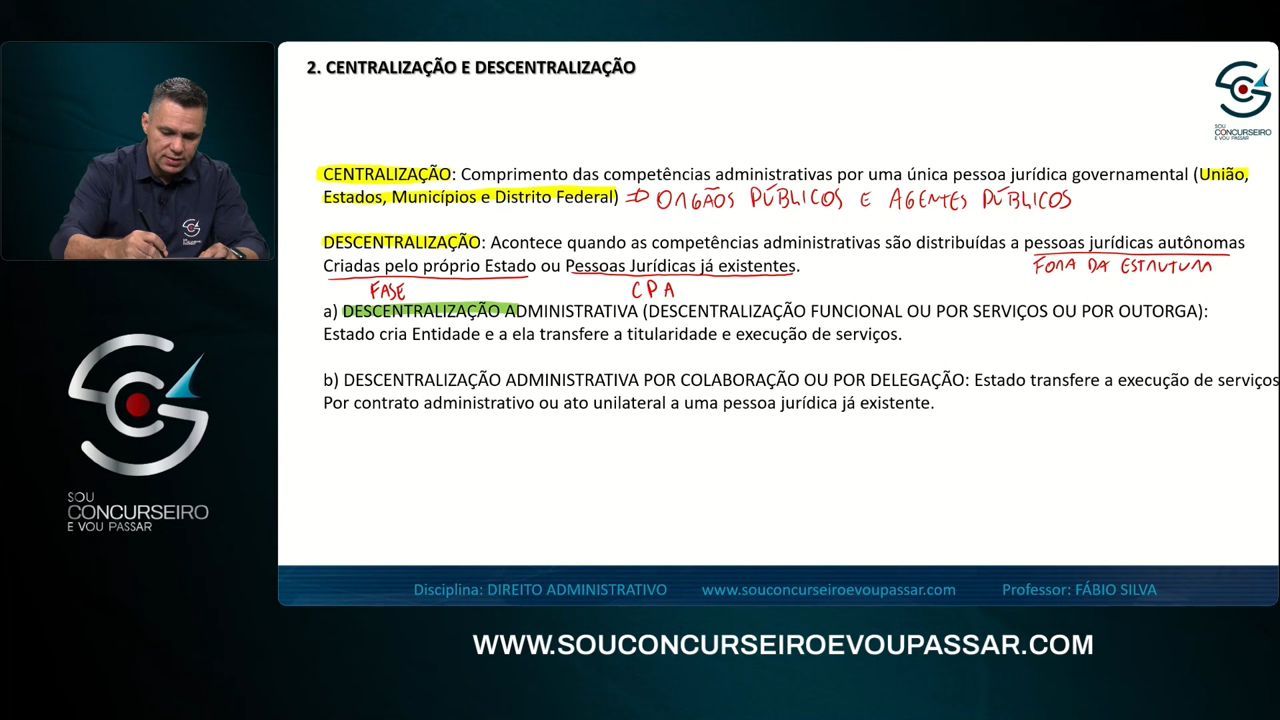 2. CENTRALIZAÇÃO E DESCENTRALIZAÇÃO
SOU
CONCURSEIRO
E VOU PASSAR
CENTRALIZAÇÃO: Comprimento das competências administrativas por uma única pessoa jurídica governamental (União,
Estados, Municípios e Distrito Federal) ⇒ ORGÃOS PÚBLICOS E AGENTES PÚBLICOS
DESCENTRALIZAÇÃO: Acontece quando as competências administrativas são distribuídas a pessoas jurídicas autônomas
FORA DA ESTRUTURA
Criadas pelo próprio Estado ou Pessoas Jurídicas já existentes.
FASE CPA
a) DESCENTRALIZAÇÃO ADMINISTRATIVA (DESCENTRALIZAÇÃO FUNCIONAL OU POR SERVIÇOS OU POR OUTORGA):
Estado cria Entidade e a ela transfere a titularidade e execução de serviços.
b) DESCENTRALIZAÇÃO ADMINISTRATIVA POR COLABORAÇÃO OU POR DELEGAÇÃO: Estado transfere a execução de serviços
Por contrato administrativo ou ato unilateral a uma pessoa jurídica já existente.
SOU
CONCURSEIRO
E VOU PASSAR
Disciplina: DIREITO ADMINISTRATIVO www.souconcurseiroevoupassar.com Professor: FÁBIO SILVA
WWW.SOUCONCURSEIROEVOUPASSAR.COM